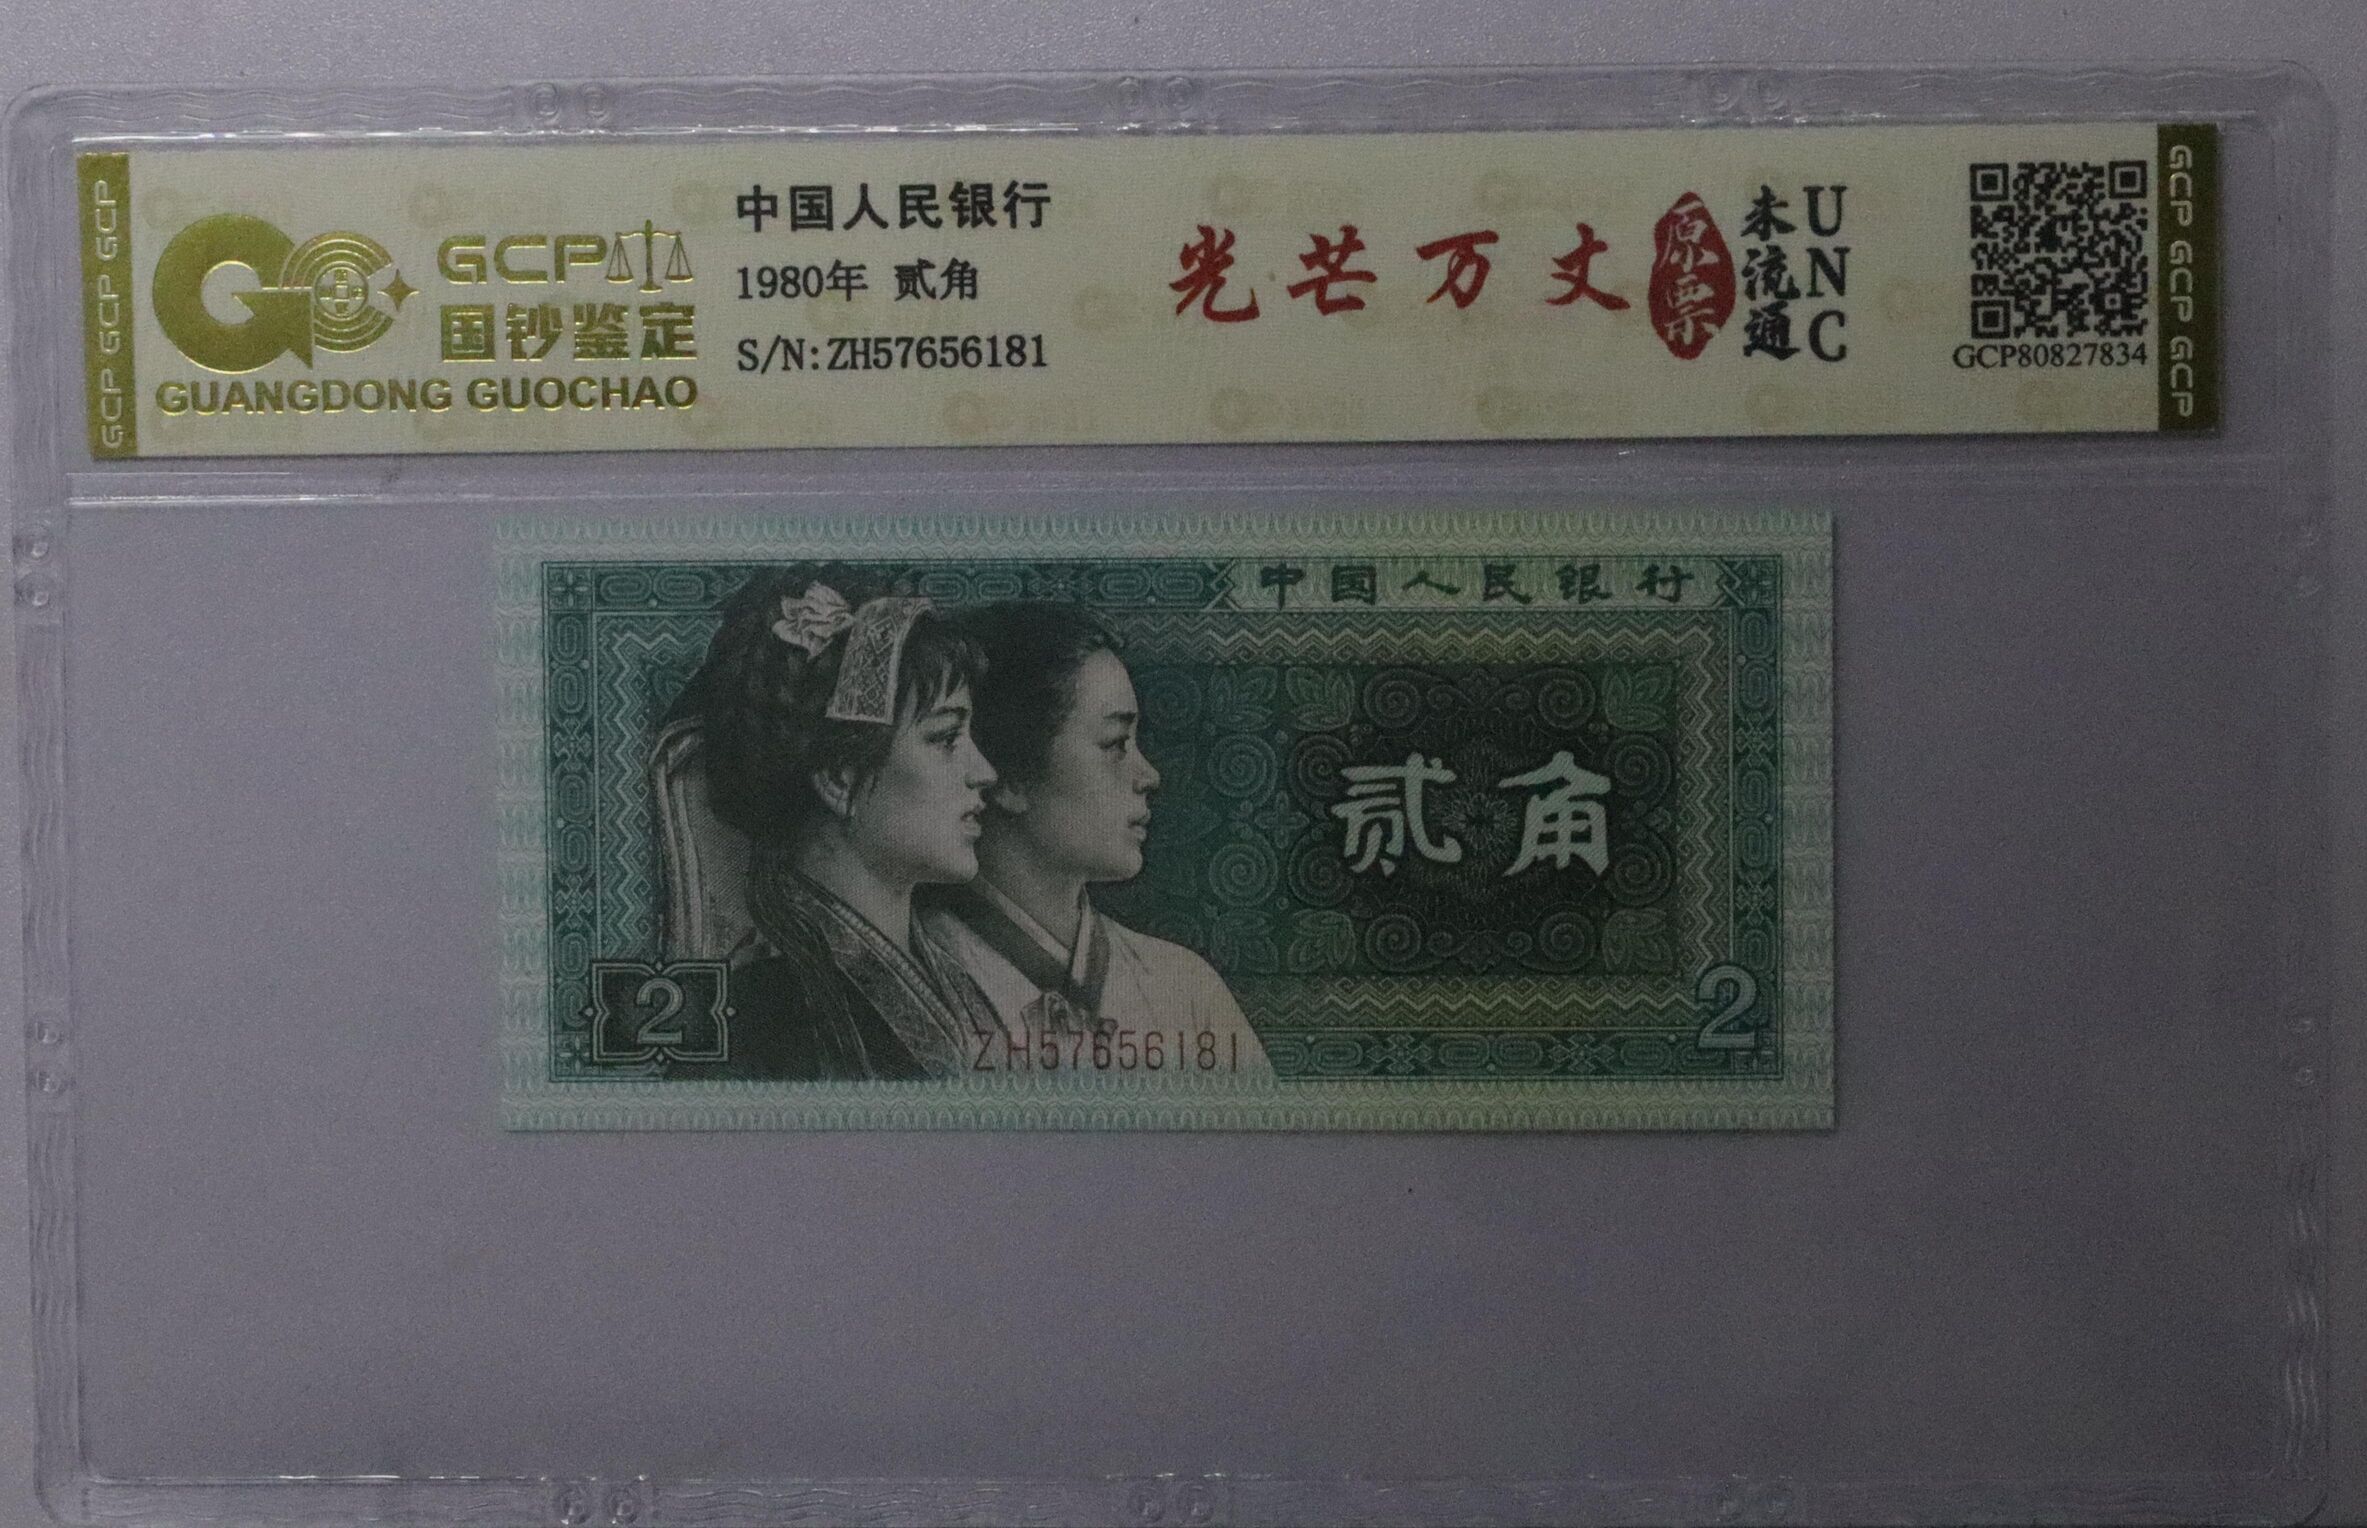 GCP GCP GCP
GCP
国钞鉴定
GUANGDONG GUOCHAO
中国人民银行
1980年 贰角
S/N:ZH57656181
光芒万丈
原票
未流通
UNC
GCP80827834
GCP GCP GCP
中国人民银行
贰角
2
2
ZH57656181